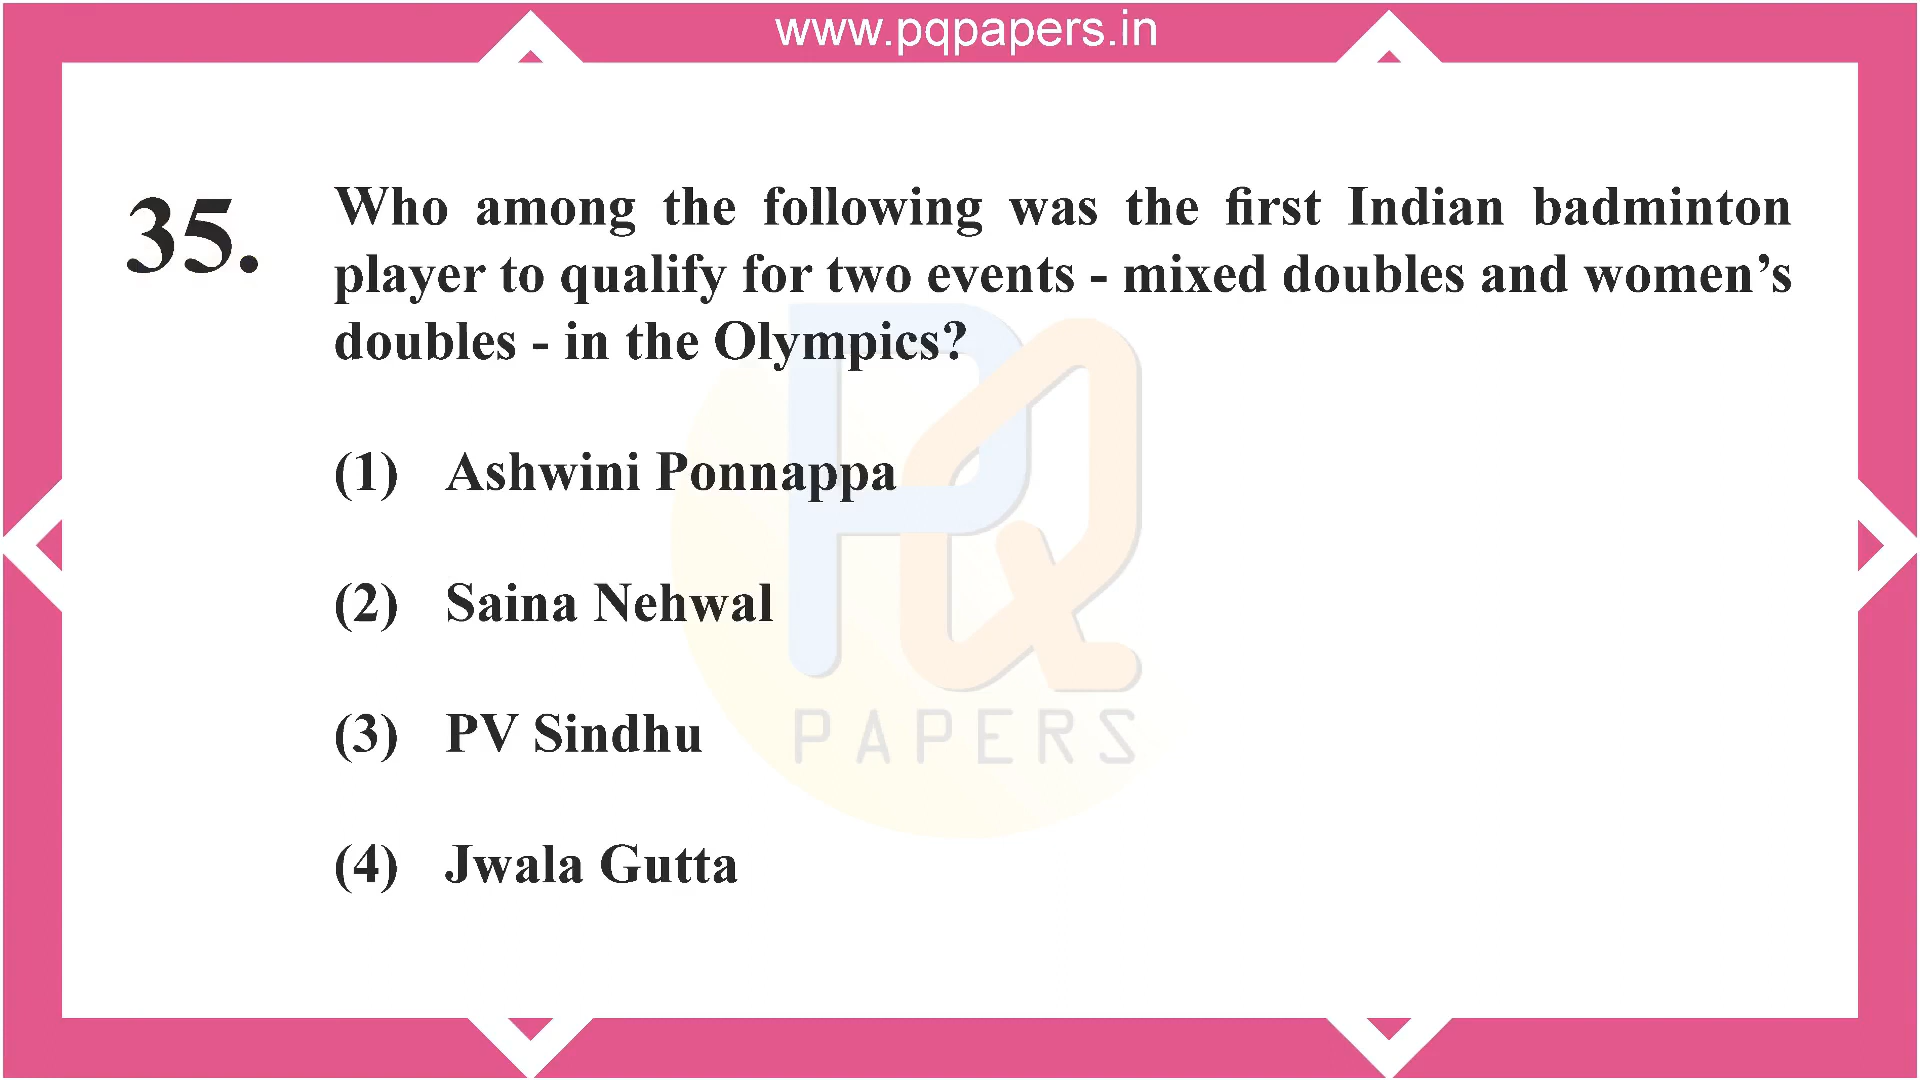 www.pqpapers.in
35. Who among the following was the first Indian badminton
player to qualify for two events - mixed doubles and women’s
doubles - in the Olympics?
(1) Ashwini Ponnappa
(2) Saina Nehwal
(3) PV Sindhu
(4) Jwala Gutta
PQ
PAPERS